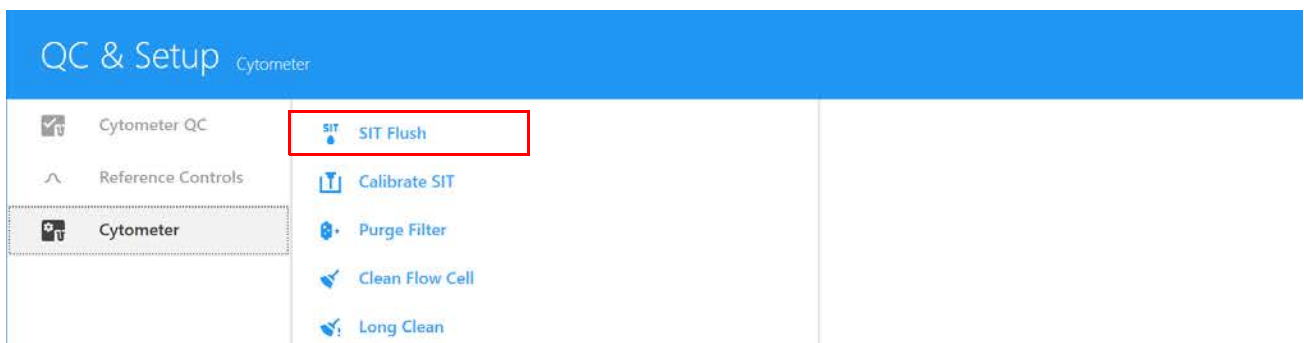 QC & Setup Cytometer
Cytometer QC
Reference Controls
Cytometer
SIT SIT Flush
Calibrate SIT
Purge Filter
Clean Flow Cell
Long Clean